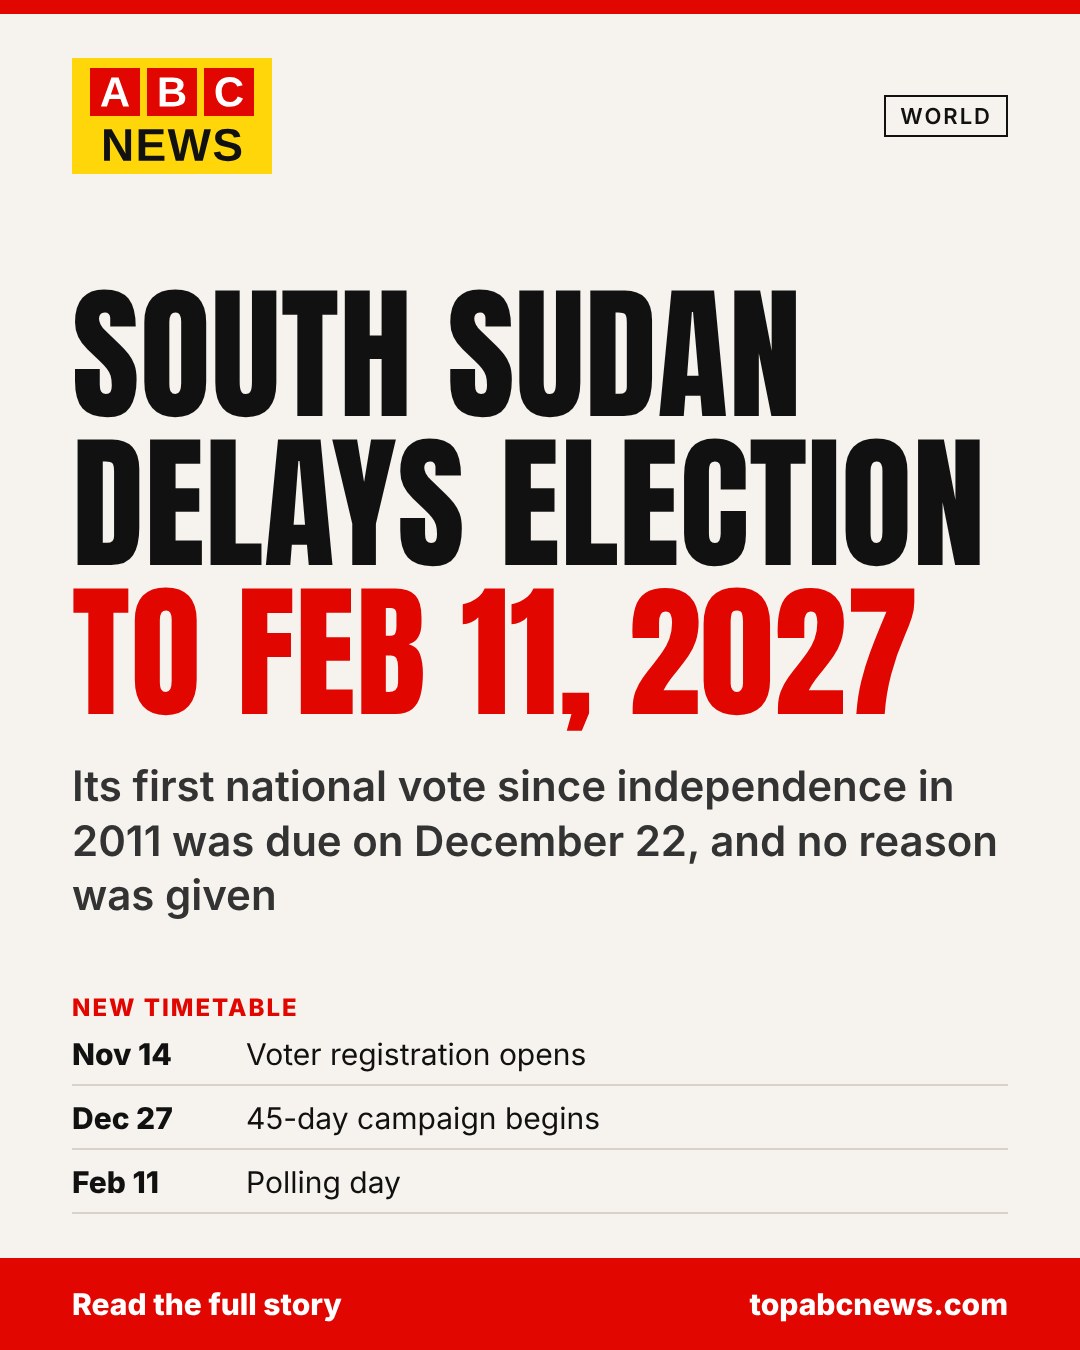 ABC
NEWS
WORLD
SOUTH SUDAN
DELAYS ELECTION
TO FEB 11, 2027
Its first national vote since independence in
2011 was due on December 22, and no reason
was given
NEW TIMETABLE
Nov 14 Voter registration opens
Dec 27 45-day campaign begins
Feb 11 Polling day
Read the full story topabcnews.com